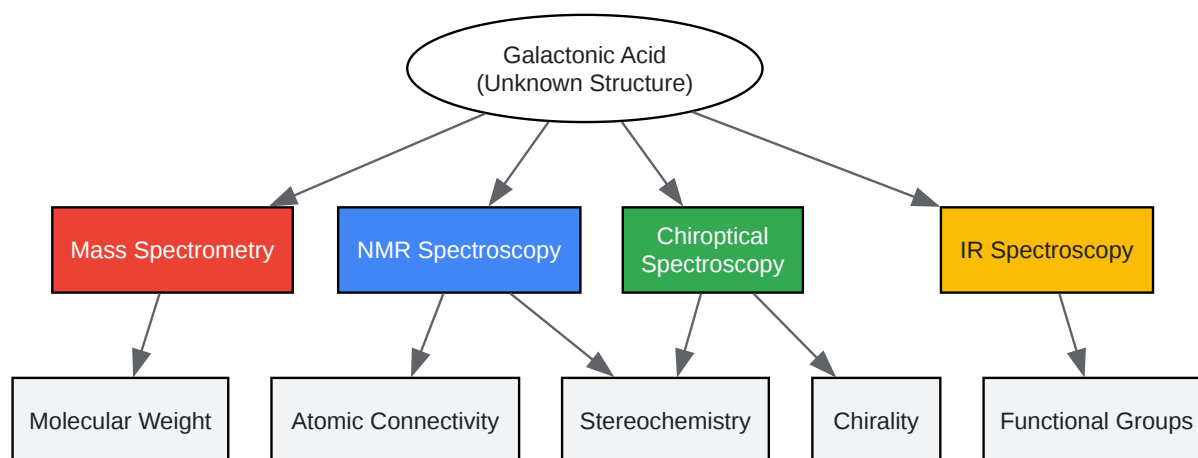 Galactonic Acid
(Unknown Structure)
Mass Spectrometry
NMR Spectroscopy
Chiroptical
Spectroscopy
IR Spectroscopy
Molecular Weight
Atomic Connectivity
Stereochemistry
Chirality
Functional Groups